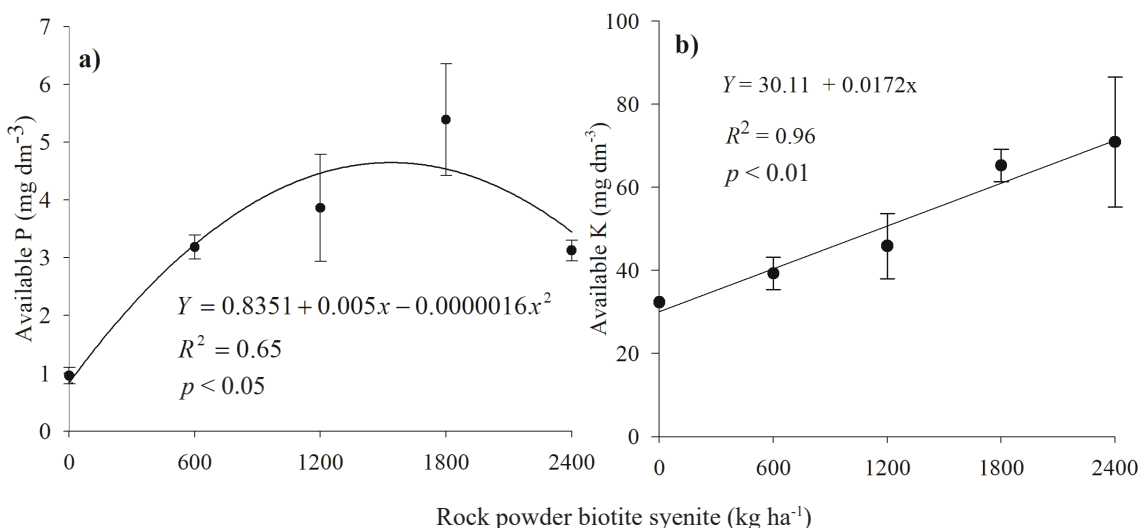 a)
7
6
5
4
3
2
1
0
Available P (mg dm-3)
Y = 0.8351 + 0.005x − 0.0000016x²
R² = 0.65
p < 0.05
0 600 1200 1800 2400
b)
100
80
60
40
20
0
Available K (mg dm-3)
Y = 30.11 + 0.0172x
R² = 0.96
p < 0.01
0 600 1200 1800 2400
Rock powder biotite syenite (kg ha-1)